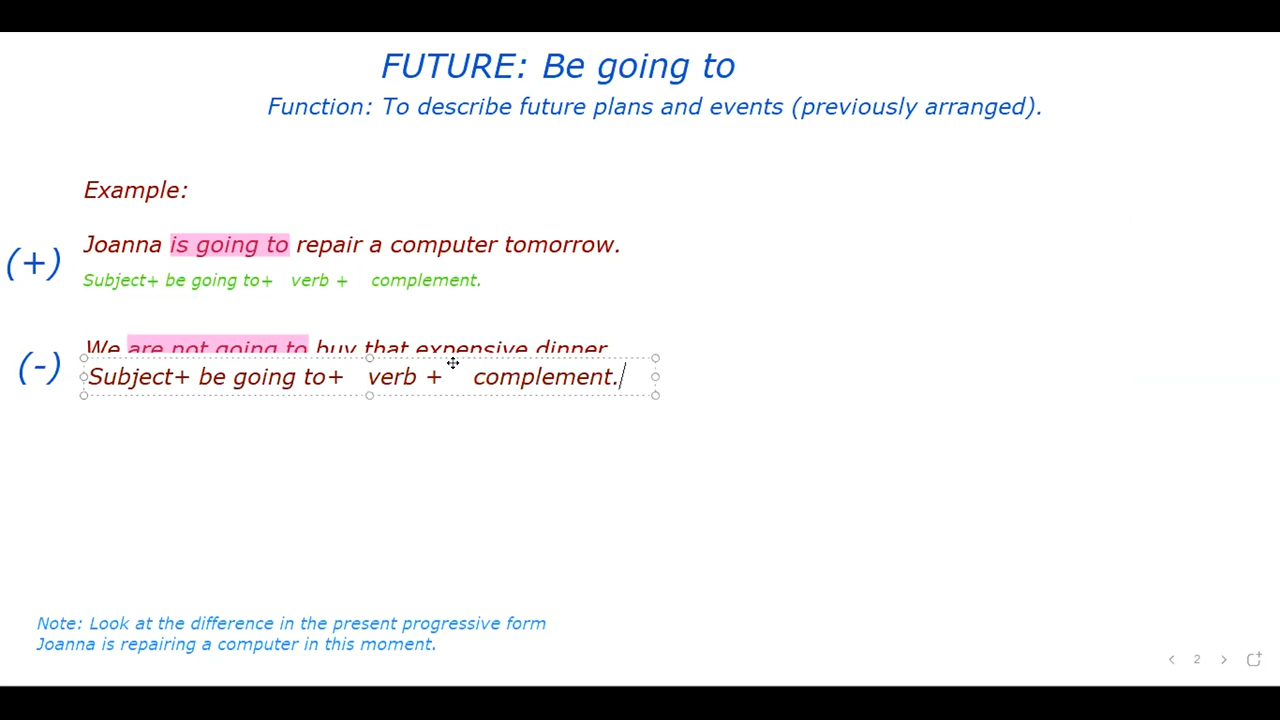 FUTURE: Be going to
Function: To describe future plans and events (previously arranged).
Example:
(+) Joanna is going to repair a computer tomorrow.
Subject+ be going to+ verb + complement.
(-) We are not going to buy that expensive dinner
Subject+ be going to+ verb + complement.
Note: Look at the difference in the present progressive form
Joanna is repairing a computer in this moment.
2